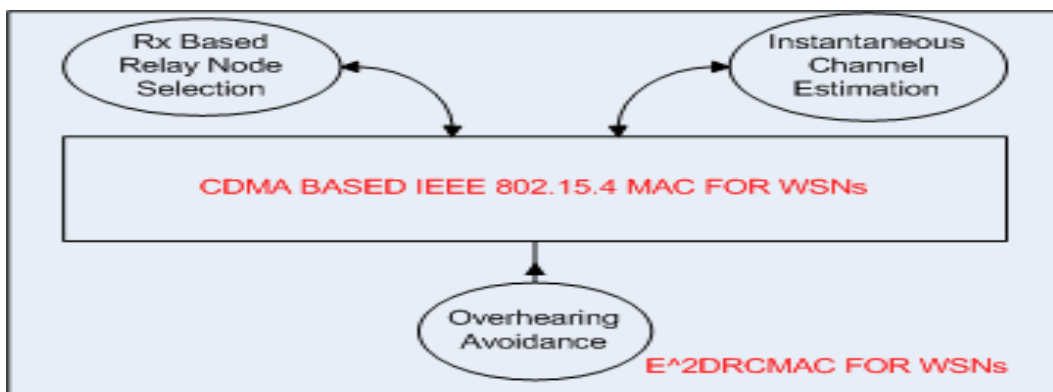 Rx Based
Relay Node
Selection
Instantaneous
Channel
Estimation
CDMA BASED IEEE 802.15.4 MAC FOR WSNs
Overhearing
Avoidance
E^2DRCMAC FOR WSNs